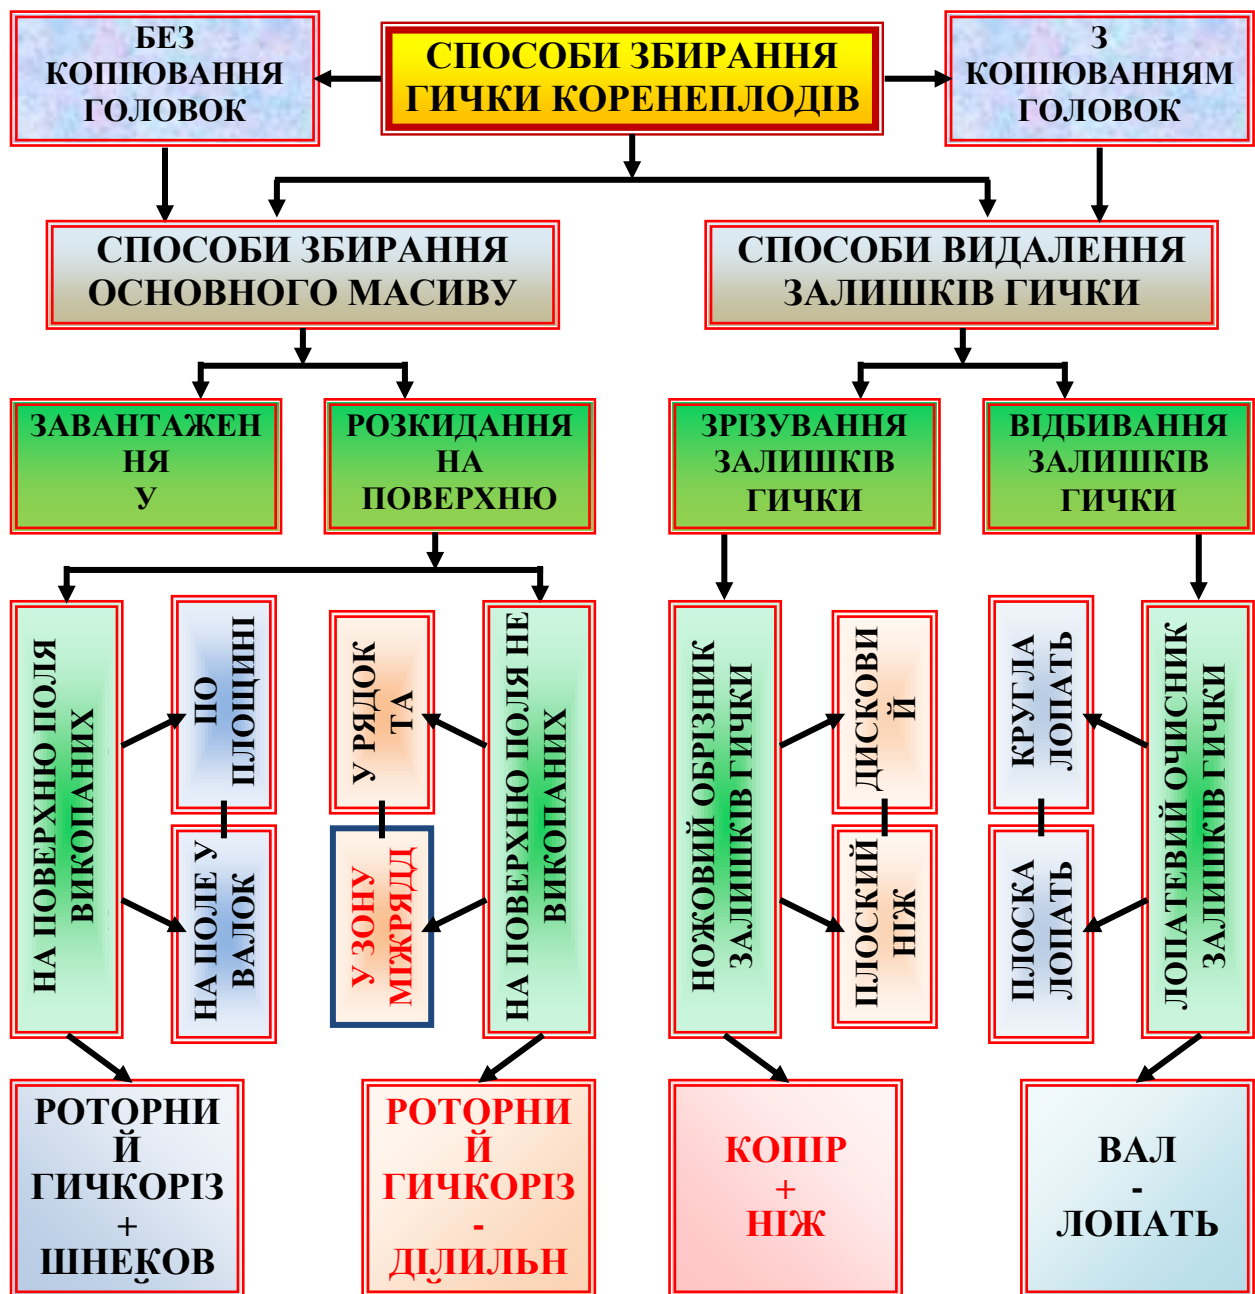 БЕЗ
КОПІЮВАННЯ
ГОЛОВОК
СПОСОБИ ЗБИРАННЯ
ГИЧКИ КОРЕНЕПЛОДІВ
З
КОПІЮВАННЯМ
ГОЛОВОК
СПОСОБИ ЗБИРАННЯ
ОСНОВНОГО МАСИВУ
СПОСОБИ ВИДАЛЕННЯ
ЗАЛИШКІВ ГИЧКИ
ЗАВАНТАЖЕН
НЯ
У
РОЗКИДАННЯ
НА
ПОВЕРХНЮ
ЗРІЗУВАННЯ
ЗАЛИШКІВ
ГИЧКИ
ВІДБИВАННЯ
ЗАЛИШКІВ
ГИЧКИ
НА ПОВЕРХНЮ ПОЛЯ
ВИКОПАНИХ
ПО
ПЛОЩИНІ
НА ПОЛЕ У
ВАЛОК
У РЯДОК
ТА
У ЗОНУ
МІЖРЯДД
НА ПОВЕРХНЮ ПОЛЯ НЕ
ВИКОПАНИХ
НОЖОВИЙ ОБРІЗНИК
ЗАЛИШКІВ ГИЧКИ
ДИСКОВИ
Й
ПЛОСКИЙ
НІЖ
КРУГЛА
ЛОПАТЬ
ПЛОСКА
ЛОПАТЬ
ЛОПАТЕВИЙ ОЧИСНИК
ЗАЛИШКІВ ГИЧКИ
РОТОРНИ
Й
ГИЧКОРІЗ
+
ШНЕКОВ
РОТОРНИ
Й
ГИЧКОРІЗ
-
ДІЛИЛЬН
КОПІР
+
НІЖ
ВАЛ
-
ЛОПАТЬ